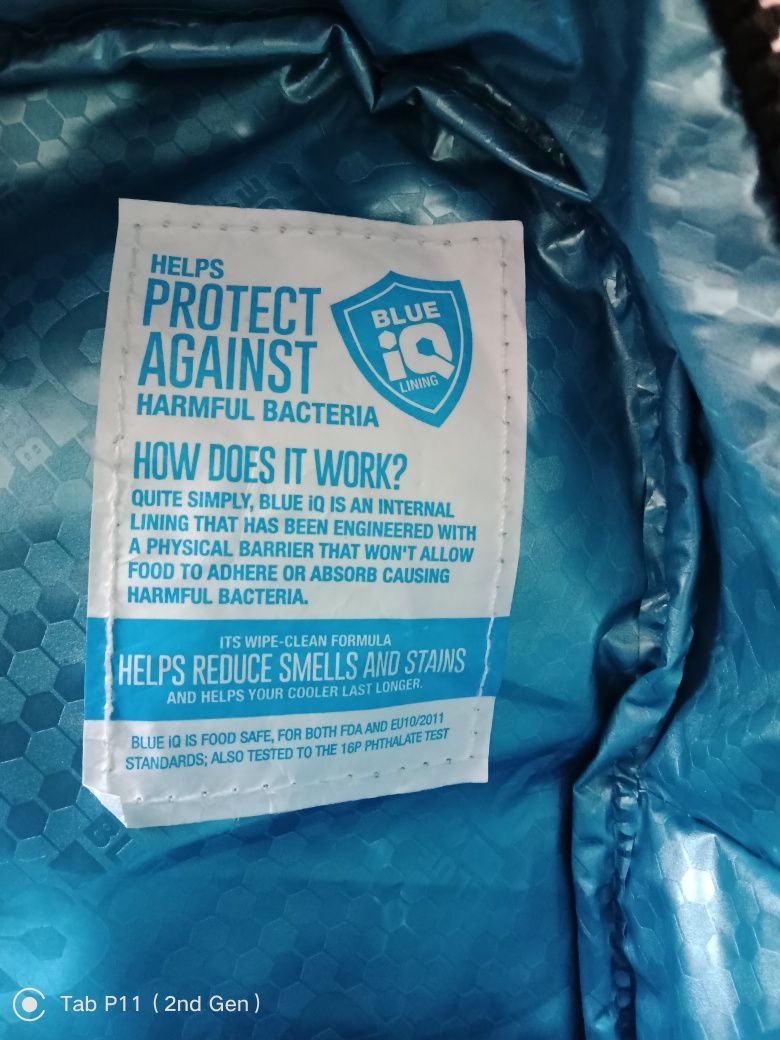 HELPS
PROTECT
AGAINST
HARMFUL BACTERIA
BLUE
iQ
LINING
HOW DOES IT WORK?
QUITE SIMPLY, BLUE iQ IS AN INTERNAL
LINING THAT HAS BEEN ENGINEERED WITH
A PHYSICAL BARRIER THAT WON'T ALLOW
FOOD TO ADHERE OR ABSORB CAUSING
HARMFUL BACTERIA.
ITS WIPE-CLEAN FORMULA
HELPS REDUCE SMELLS AND STAINS
AND HELPS YOUR COOLER LAST LONGER.
BLUE iQ IS FOOD SAFE, FOR BOTH FDA AND EU10/2011
STANDARDS; ALSO TESTED TO THE 16P PHTHALATE TEST
Tab P11 (2nd Gen)